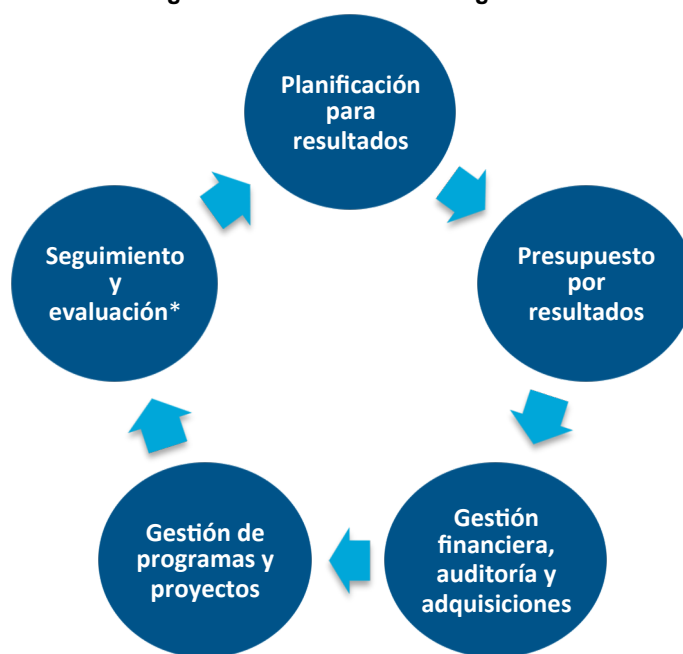 Planificación
para
resultados
Presupuesto
por
resultados
Gestión
financiera,
auditoría y
adquisiciones
Gestión de
programas y
proyectos
Seguimiento
y
evaluación*